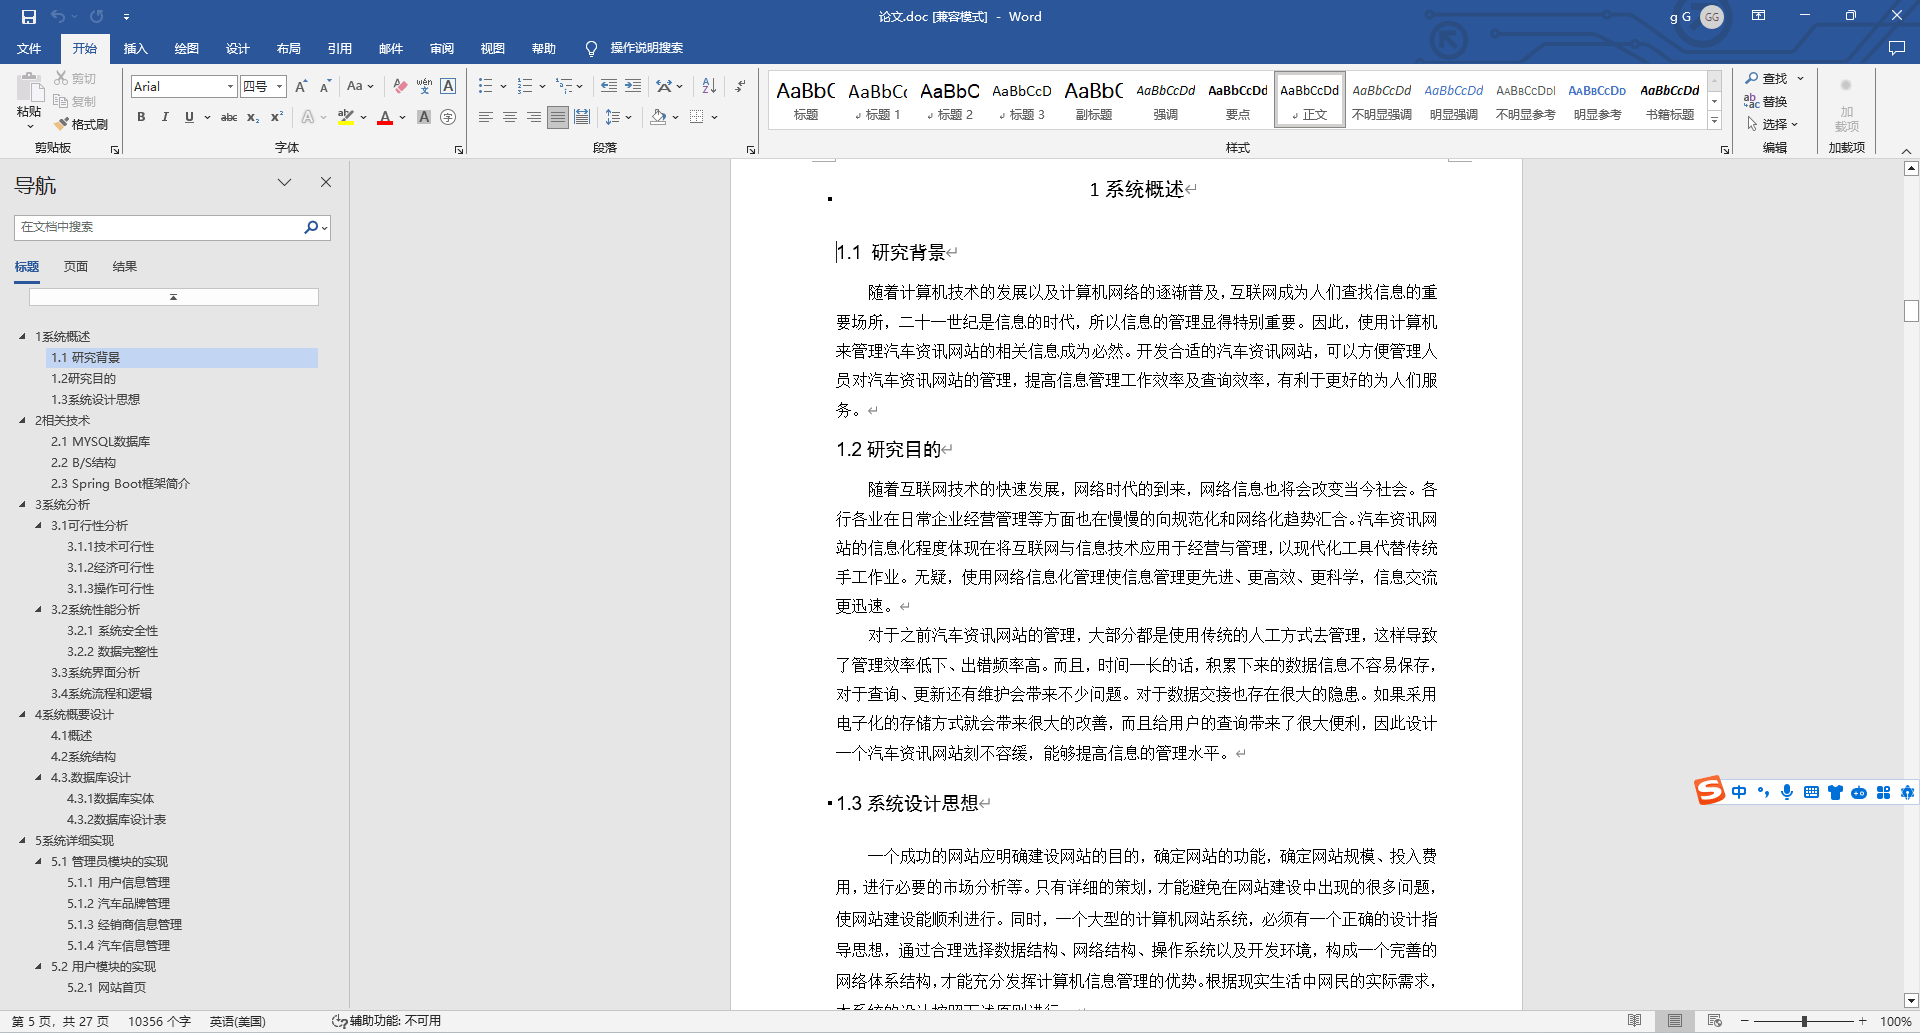 论文.doc [兼容模式] - Word
g G
GG
文件 开始 插入 绘图 设计 布局 引用 邮件 审阅 视图 帮助 操作说明搜索
粘贴
剪切
复制
格式刷
剪贴板
Arial
四号
字体
段落
AaBbC 标题
AaBbCc 标题 1
AaBbC 标题 2
AaBbCcD 标题 3
AaBbC 副标题
AaBbCcDd 强调
AaBbCcDd 要点
AaBbCcDd 正文
AaBbCcDd 不明显强调
AaBbCcDd 明显强调
AaBbCcDd 不明显参考
AaBbCcDd 明显参考
AaBbCcDd 书籍标题
样式
查找
替换
选择
编辑
加载项
加载项
导航
在文档中搜索
标题 页面 结果
1系统概述
1.1 研究背景
1.2研究目的
1.3系统设计思想
2相关技术
2.1 MYSQL数据库
2.2 B/S结构
2.3 Spring Boot框架简介
3系统分析
3.1可行性分析
3.1.1技术可行性
3.1.2经济可行性
3.1.3操作可行性
3.2系统性能分析
3.2.1 系统安全性
3.2.2 数据完整性
3.3系统界面分析
3.4系统流程和逻辑
4系统概要设计
4.1概述
4.2系统结构
4.3.数据库设计
4.3.1数据库实体
4.3.2数据库设计表
5系统详细实现
5.1 管理员模块的实现
5.1.1 用户信息管理
5.1.2 汽车品牌管理
5.1.3 经销商信息管理
5.1.4 汽车信息管理
5.2 用户模块的实现
5.2.1 网站首页
1 系统概述
1.1 研究背景
随着计算机技术的发展以及计算机网络的逐渐普及，互联网成为人们查找信息的重
要场所，二十一世纪是信息的时代，所以信息的管理显得特别重要。因此，使用计算机
来管理汽车资讯网站的相关信息成为必然。开发合适的汽车资讯网站，可以方便管理人
员对汽车资讯网站的管理，提高信息管理工作效率及查询效率，有利于更好的为人们服
务。
1.2 研究目的
随着互联网技术的快速发展，网络时代的到来，网络信息也将会改变当今社会。各
行各业在日常企业经营管理等方面也在慢慢的向规范化和网络化趋势汇合。汽车资讯网
站的信息化程度体现在将互联网与信息技术应用于经营与管理，以现代化工具代替传统
手工作业。无疑，使用网络信息化管理使信息管理更先进、更高效、更科学，信息交流
更迅速。
对于之前汽车资讯网站的管理，大部分都是使用传统的人工方式去管理，这样导致
了管理效率低下、出错频率高。而且，时间一长的话，积累下来的数据信息不容易保存，
对于查询、更新还有维护会带来不少问题。对于数据交接也存在很大的隐患。如果采用
电子化的存储方式就会带来很大的改善，而且给用户的查询带来了很大便利，因此设计
一个汽车资讯网站刻不容缓，能够提高信息的管理水平。
1.3 系统设计思想
一个成功的网站应明确建设网站的目的，确定网站的功能，确定网站规模、投入费
用，进行必要的市场分析等。只有详细的策划，才能避免在网站建设中出现的很多问题，
使网站建设能顺利进行。同时，一个大型的计算机网站系统，必须有一个正确的设计指
导思想，通过合理选择数据结构、网络结构、操作系统以及开发环境，构成一个完善的
网络体系结构，才能充分发挥计算机信息管理的优势。根据现实生活中网民的实际需求，
本系统的设计按照下述原则进行。
中
第 5 页，共 27 页 10356 个字 英语(美国) 辅助功能: 不可用
100%